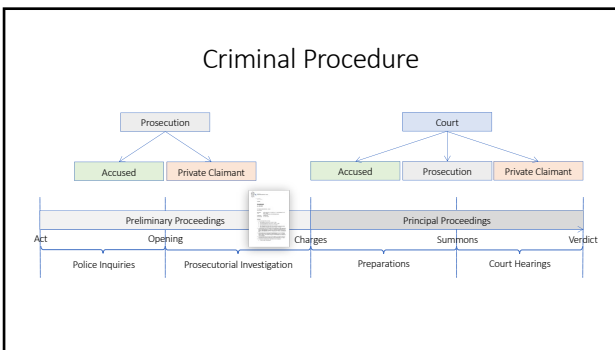 Criminal Procedure
Prosecution
Court
Accused
Private Claimant
Accused
Prosecution
Private Claimant
Preliminary Proceedings
Principal Proceedings
Act
Opening
Charges
Summons
Verdict
Police Inquiries
Prosecutorial Investigation
Preparations
Court Hearings